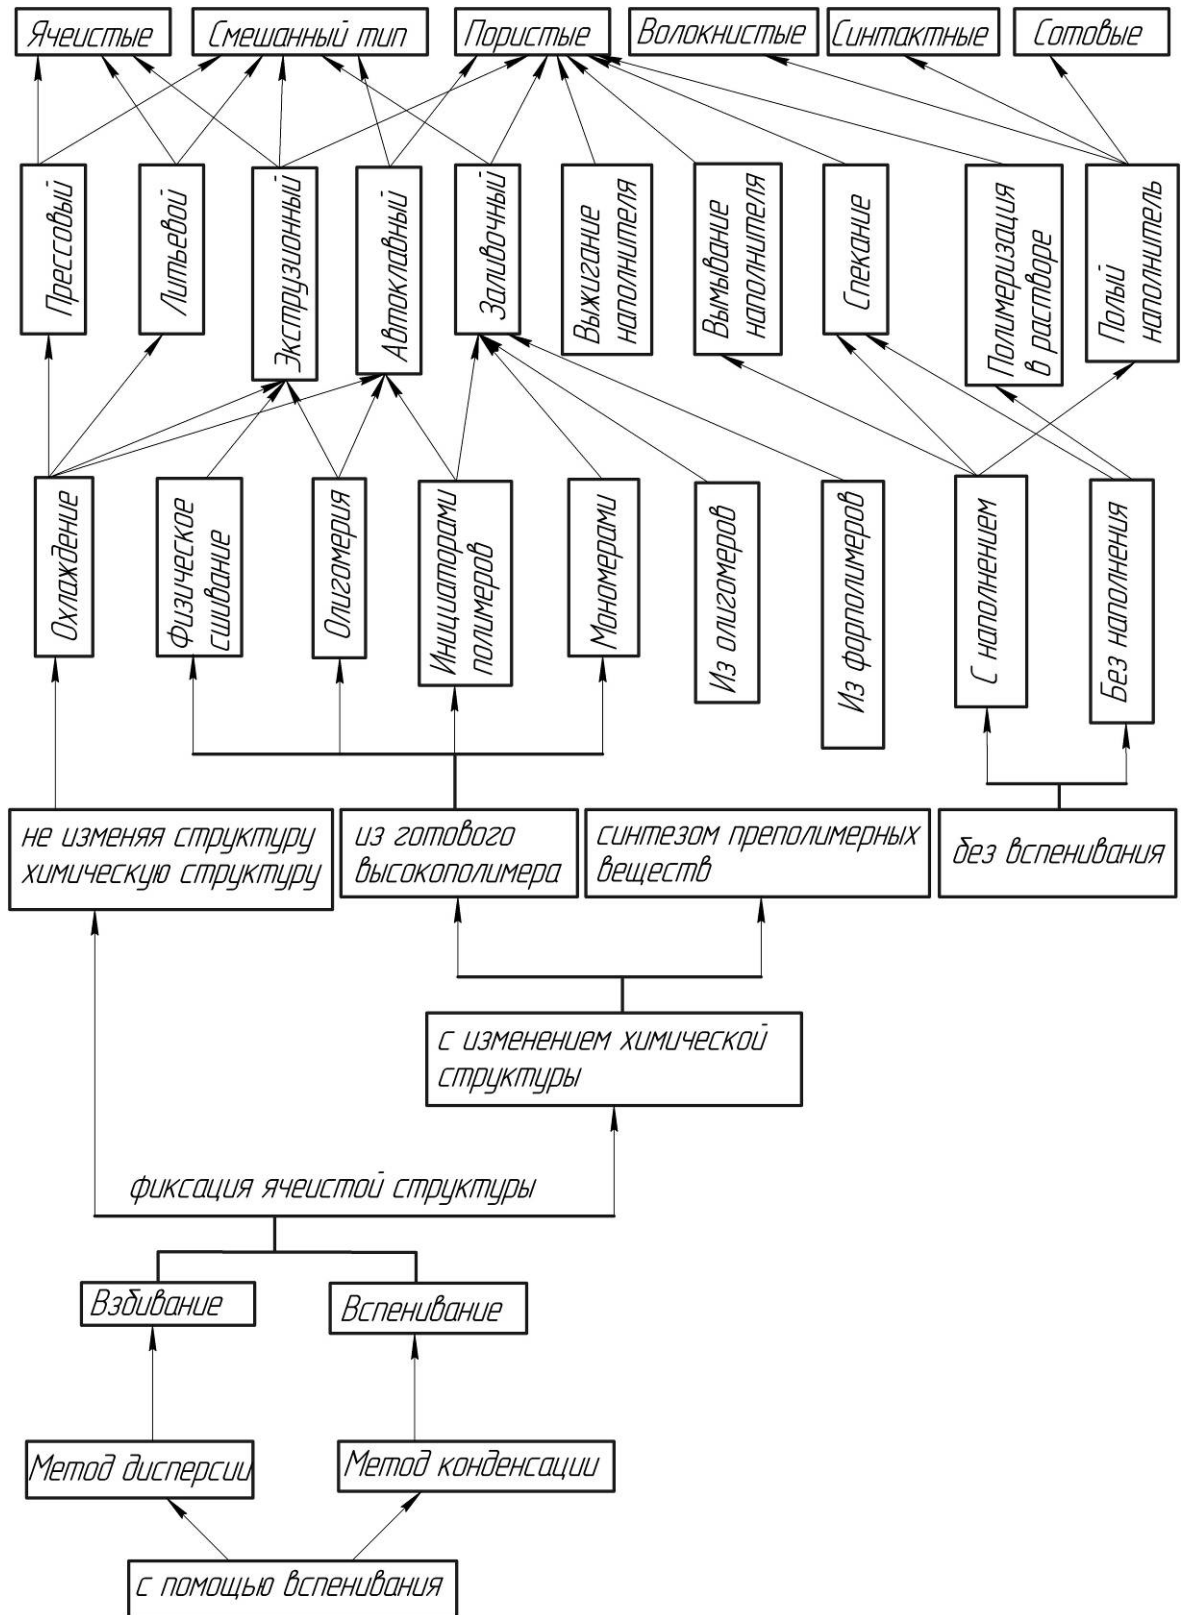 Ячеистые
Смешанный тип
Пористые
Волокнистые
Синтактные
Сотовые
Прессовый
Литьевой
Экструзионный
Автоклавный
Заливочный
Выжигание
наполнителя
Вымывание
наполнителя
Спекание
Полимеризация
в растворе
Полый
наполнитель
Охлаждение
Физическое
сшивание
Олигомерия
Инициаторами
полимеров
Мономерами
Из олигомеров
Из форполимеров
С наполнением
Без наполнения
не изменяя структуру
химическую структуру
из готового
высокополимера
синтезом преполимерных
веществ
без вспенивания
с изменением химической
структуры
фиксация ячеистой структуры
Взбивание
Вспенивание
Метод дисперсии
Метод конденсации
с помощью вспенивания